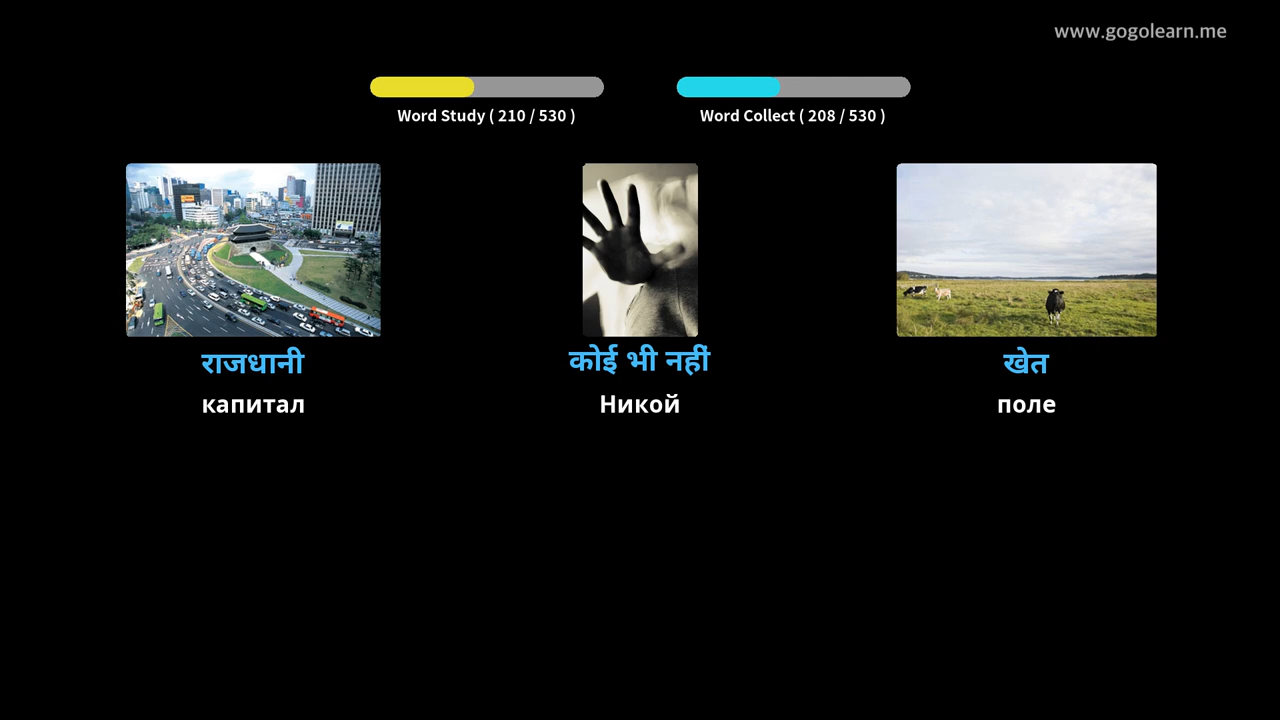 www.gogolearn.me
Word Study ( 210 / 530 )
Word Collect ( 208 / 530 )
राजधानी
कोई भी नहीं
खेत
капитал
Никой
поле